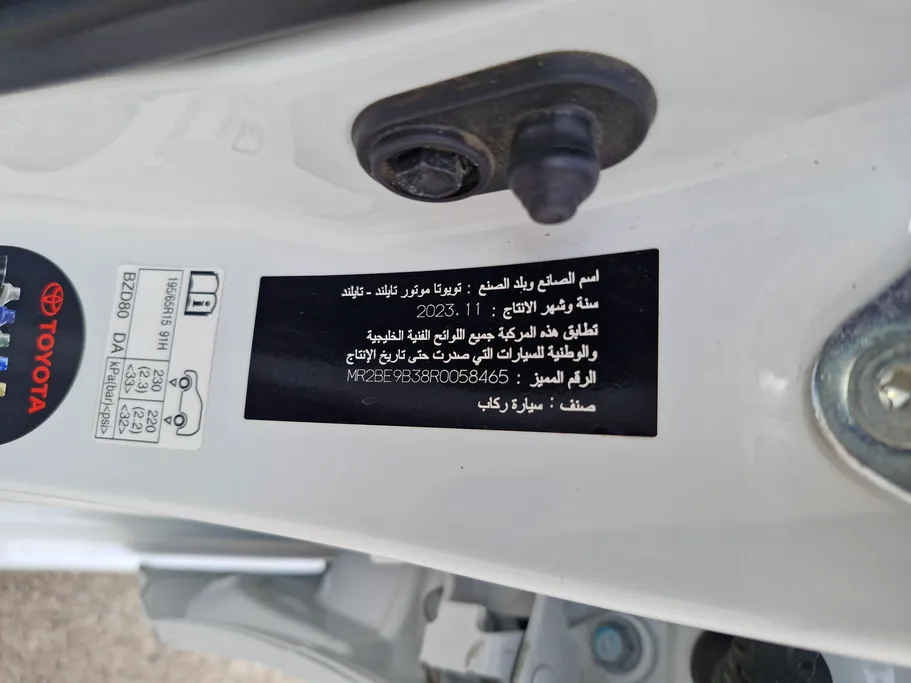 اسم الصانع وبلد الصنع : تويوتا موتور تايلند - تايلند
سنة وشهر الانتاج : 2023.11
تطابق هذه المركبة جميع اللوائح الفنية الخليجية
والوطنية للسيارات التي صدرت حتى تاريخ الإنتاج
الرقم المميز : MR2BE9B38R0058465
صنف : سيارة ركاب
195/65R15 91H
230 (2.3) <33>
220 (2.2) <32>
kPa(bar)<psi>
BZD80 DA
TOYOTA